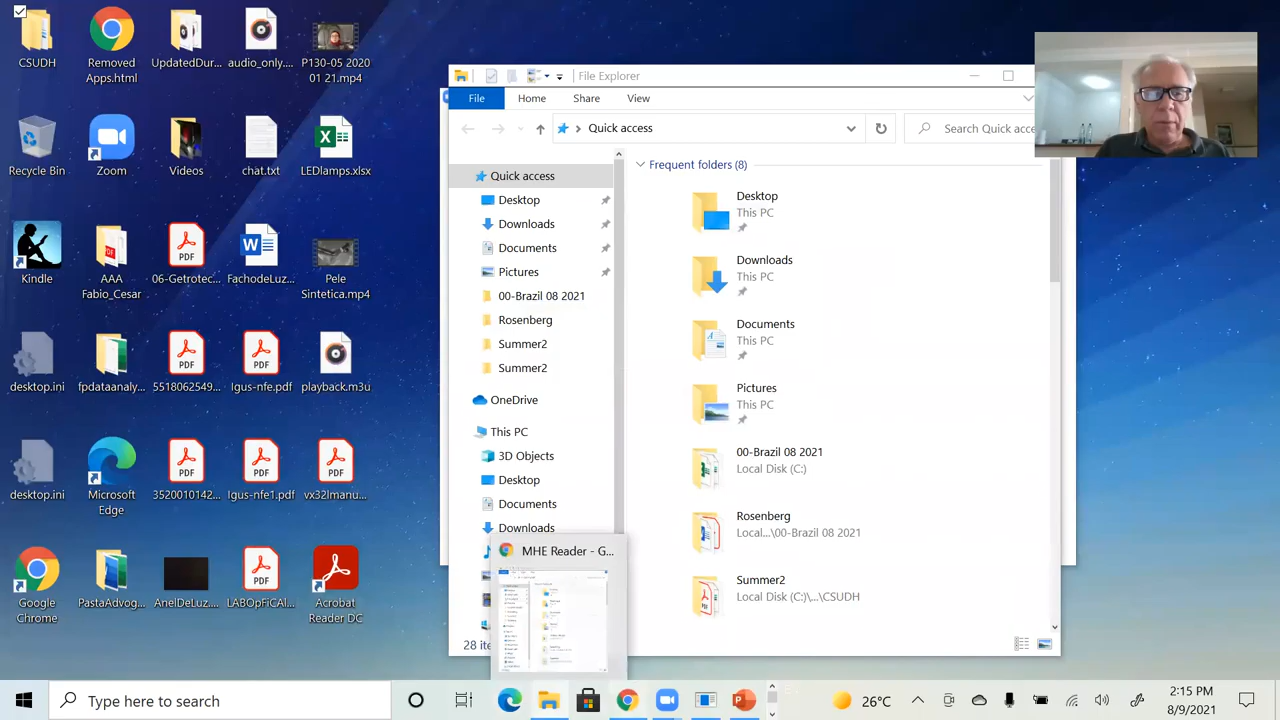 CSUDH
Removed
Apps.html
UpdatedDur...
audio_only....
P130-05 2020
01 21.mp4
Recycle Bin
Zoom
Videos
chat.txt
LEDlamps.xlsx
Kindle
AAA
Fabio_Cesar
06-Getrotec...
FachodeLuz...
Pele
Sintetica.mp4
desktop.ini
fpdataanaly...
5518062549...
Igus-nfe.pdf
playback.m3u
desktop.ini
Microsoft
Edge
3520010142...
Igus-nfe1.pdf
vx32lmanu...
Google
Chrome
AnelDeLuz...
Acrobat
Reader DC
File Explorer
File
Home
Share
View
Quick access
Search Quick acce
Quick access
Desktop
Downloads
Documents
Pictures
00-Brazil 08 2021
Rosenberg
Summer2
Summer2
OneDrive
This PC
3D Objects
Desktop
Documents
Downloads
28 ite
Frequent folders (8)
Desktop
This PC
Downloads
This PC
Documents
This PC
Pictures
This PC
00-Brazil 08 2021
Local Disk (C:)
Rosenberg
Local...\00-Brazil 08 2021
Summer2
Local Disk (C:)\...\CSUDH
MHE Reader - G...
Type here to search
26°C
2:15 PM
8/9/2021